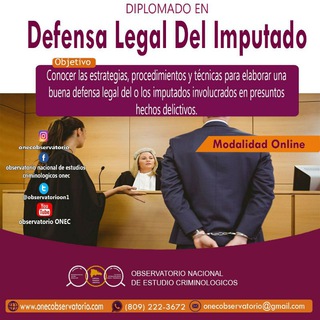 DIPLOMADO EN
Defensa Legal Del Imputado
Objetivo
Conocer las estrategias, procedimientos y técnicas para elaborar una
buena defensa legal del o los imputados involucrados en presuntos
hechos delictivos.
Modalidad Online
onecobservatorio
observatorio nacional de estudios
criminologicos onec
@observatorioon1
You
Tube
observatorio ONEC
OBSERVATORIO NACIONAL
DE ESTUDIO CRIMINOLOGICOS
www.onecobservatorio.com
(809) 222-3672
onecobservatorio@gmail.com